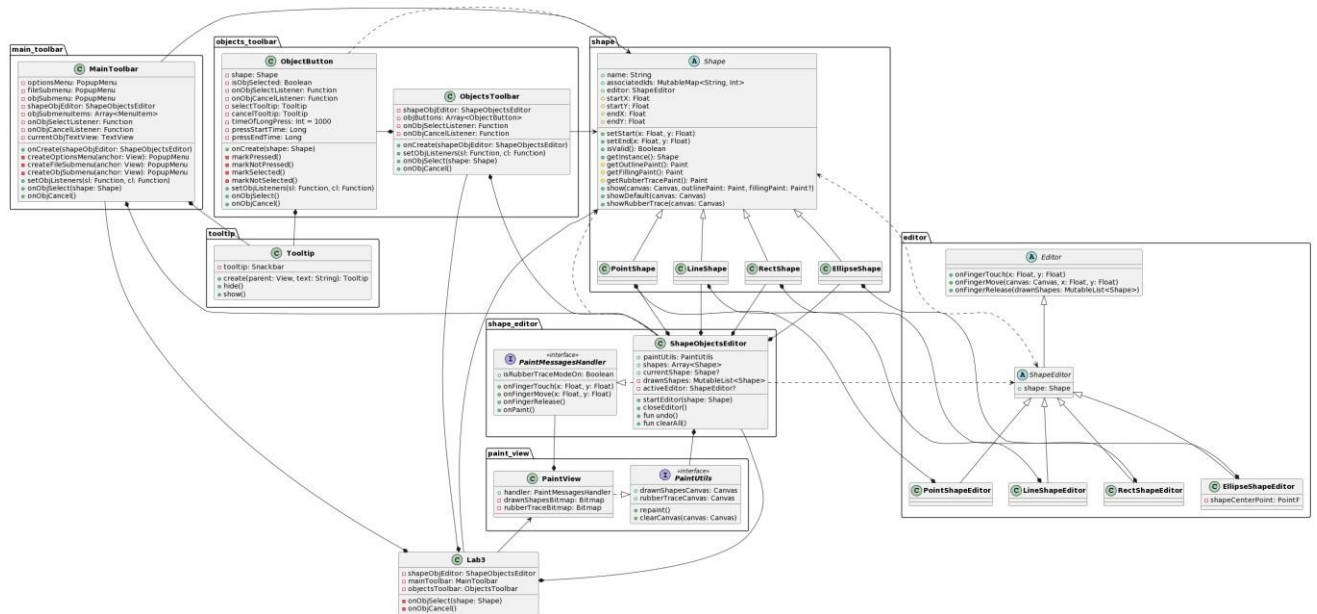 main_toolbar
C MainToolbar
optionsMenu: PopupMenu
fileSubmenu: PopupMenu
objSubmenu: PopupMenu
shapeObjEditor: ShapeObjectsEditor
objSubmenuItems: Array<MenuItem>
onObjSelectListener: Function
onObjCancelListener: Function
currentObjTextView: TextView
onCreate(shapeObjEditor: ShapeObjectsEditor)
createOptionsMenu(anchor: View): PopupMenu
createFileSubmenu(anchor: View): PopupMenu
createObjSubmenu(anchor: View): PopupMenu
setObjListeners(sl: Function, cl: Function)
onObjSelect(shape: Shape)
onObjCancel()
objects_toolbar
C ObjectButton
shape: Shape
isObjSelected: Boolean
onObjSelectListener: Function
onObjCancelListener: Function
selectTooltip: Tooltip
cancelTooltip: Tooltip
timeOfLongPress: Int = 1000
pressStartTime: Long
pressEndTime: Long
onCreate(shape: Shape)
markPressed()
markNotPressed()
markSelected()
markNotSelected()
setObjListeners(sl: Function, cl: Function)
onObjSelect()
onObjCancel()
C ObjectsToolbar
shapeObjEditor: ShapeObjectsEditor
objButtons: Array<ObjectButton>
onObjSelectListener: Function
onObjCancelListener: Function
onCreate(shapeObjEditor: ShapeObjectsEditor)
setObjListeners(sl: Function, cl: Function)
onObjSelect(shape: Shape)
onObjCancel()
shape
A Shape
name: String
associatedIds: MutableMap<String, Int>
editor: ShapeEditor
startX: Float
startY: Float
endX: Float
endY: Float
setStart(x: Float, y: Float)
setEnd(x: Float, y: Float)
isValid(): Boolean
getInstance(): Shape
getOutlinePaint(): Paint
getFillingPaint(): Paint
getRubberTracePaint(): Paint
show(canvas: Canvas, outlinePaint: Paint, fillingPaint: Paint?)
showDefault(canvas: Canvas)
showRubberTrace(canvas: Canvas)
C PointShape
C LineShape
C RectShape
C EllipseShape
tooltip
C Tooltip
tooltip: Snackbar
create(parent: View, text: String): Tooltip
hide()
show()
editor
A Editor
onFingerTouch(x: Float, y: Float)
onFingerMove(canvas: Canvas, x: Float, y: Float)
onFingerRelease(drawnShapes: MutableList<Shape>)
A ShapeEditor
shape: Shape
C PointShapeEditor
C LineShapeEditor
C RectShapeEditor
C EllipseShapeEditor
shapeCenterPoint: PointF
shape_editor
I «interface»
PaintMessagesHandler
isRubberTraceModeOn: Boolean
onFingerTouch(x: Float, y: Float)
onFingerMove(x: Float, y: Float)
onFingerRelease()
onPaint()
C ShapeObjectsEditor
paintUtils: PaintUtils
shapes: Array<Shape>
currentShape: Shape?
drawnShapes: MutableList<Shape>
activeEditor: ShapeEditor?
startEditor(shape: Shape)
closeEditor()
fun undo()
fun clearAll()
paint_view
C PaintView
handler: PaintMessagesHandler
drawnShapesBitmap: Bitmap
rubberTraceBitmap: Bitmap
I «interface»
PaintUtils
drawnShapesCanvas: Canvas
rubberTraceCanvas: Canvas
repaint()
clearCanvas(canvas: Canvas)
C Lab3
shapeObjEditor: ShapeObjectsEditor
mainToolbar: MainToolbar
objectsToolbar: ObjectsToolbar
onObjSelect(shape: Shape)
onObjCancel()